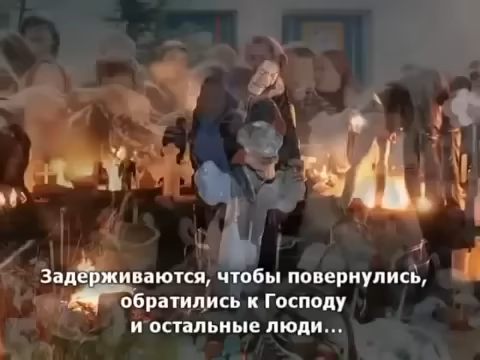 Задерживаются, чтобы повернулись,
обратились к Господу
и остальные люди...